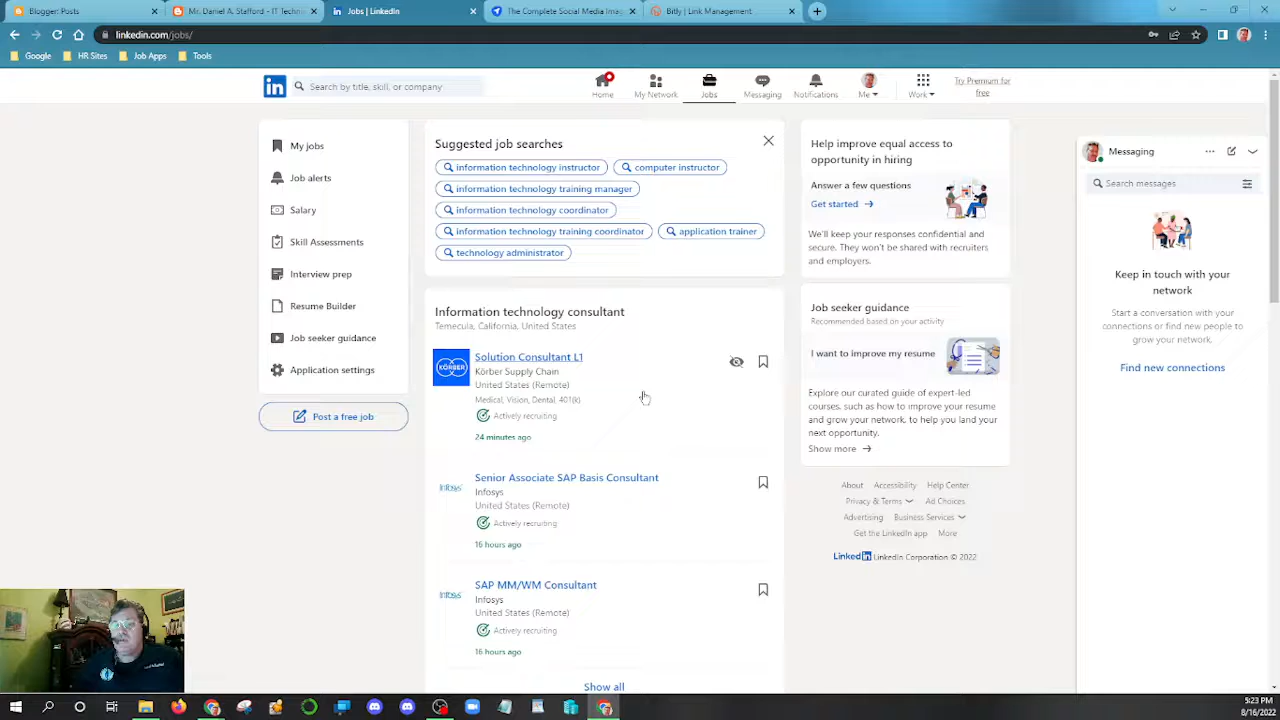 Blogger Posts
Mr. Daniel A. Stafford - IT Techn
Jobs | LinkedIn
The Complete Social Media Ima
Bitly | Link Management
linkedin.com/jobs/
Google
HR Sites
Job Apps
Tools
in
Search by title, skill, or company
Home
My Network
Jobs
Messaging
Notifications
Me
Work
Try Premium for
free
My jobs
Job alerts
Salary
Skill Assessments
Interview prep
Resume Builder
Job seeker guidance
Application settings
Post a free job
Suggested job searches
information technology instructor
computer instructor
information technology training manager
information technology coordinator
information technology training coordinator
application trainer
technology administrator
Information technology consultant
Temecula, California, United States
KÖRBER
Solution Consultant L1
Körber Supply Chain
United States (Remote)
Medical, Vision, Dental, 401(k)
Actively recruiting
24 minutes ago
Infosys
Senior Associate SAP Basis Consultant
Infosys
United States (Remote)
Actively recruiting
16 hours ago
Infosys
SAP MM/WM Consultant
Infosys
United States (Remote)
Actively recruiting
16 hours ago
Show all
Help improve equal access to
opportunity in hiring
Answer a few questions
Get started
We'll keep your responses confidential and
secure. They won't be shared with recruiters
and employers.
Job seeker guidance
Recommended based on your activity
I want to improve my resume
Explore our curated guide of expert-led
courses, such as how to improve your resume
and grow your network, to help you land your
next opportunity.
Show more
About Accessibility Help Center
Privacy & Terms Ad Choices
Advertising Business Services
Get the LinkedIn app More
LinkedIn LinkedIn Corporation © 2022
Messaging
Search messages
Keep in touch with your
network
Start a conversation with your
connections or find new people to
grow your network.
Find new connections
5:23 PM
8/16/2022